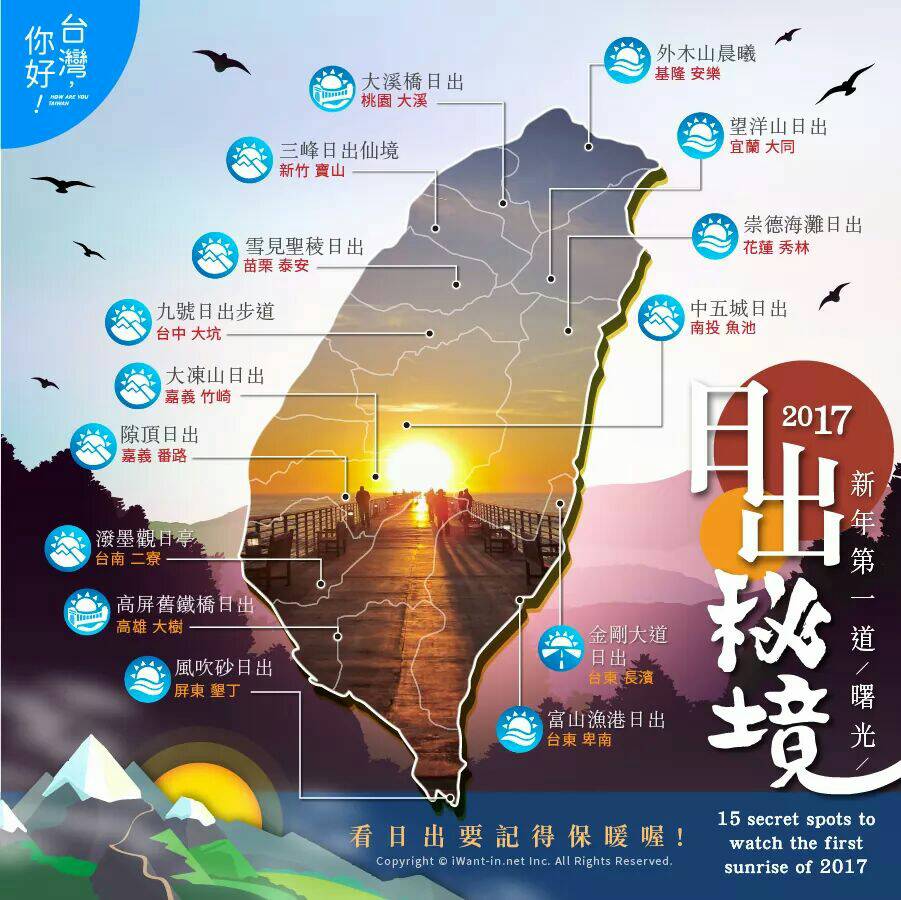 台灣，
你好！
HOW ARE YOU
TAIWAN
外木山晨曦
基隆 安樂
大溪橋日出
桃園 大溪
望洋山日出
宜蘭 大同
三峰日出仙境
新竹 寶山
崇德海灘日出
花蓮 秀林
雪見聖稜日出
苗栗 泰安
九號日出步道
台中 大坑
中五城日出
南投 魚池
大凍山日出
嘉義 竹崎
隙頂日出
嘉義 番路
潑墨觀日亭
台南 二寮
高屏舊鐵橋日出
高雄 大樹
風吹砂日出
屏東 墾丁
金剛大道
日出
台東 長濱
富山漁港日出
台東 卑南
2017
日出秘境
新年第一道/曙光/
看日出要記得保暖喔！
Copyright © iWant-in.net Inc. All Rights Reserved.
15 secret spots to
watch the first
sunrise of 2017